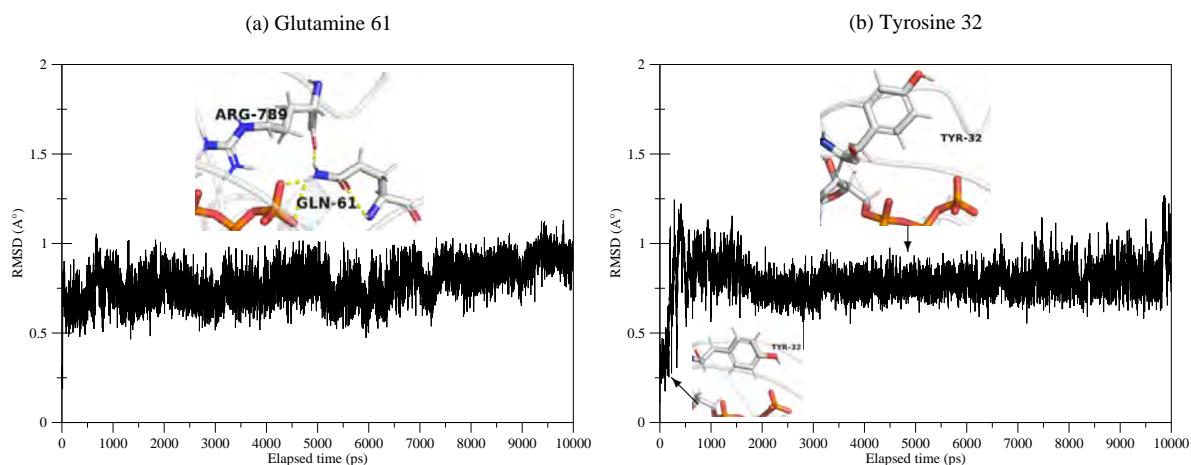 (a) Glutamine 61
2
1.5
1
0.5
0
RMSD (A°)
0 1000 2000 3000 4000 5000 6000 7000 8000 9000 10000
Elapsed time (ps)
ARG-789
GLN-61
(b) Tyrosine 32
2
1.5
1
0.5
0
RMSD (A°)
0 1000 2000 3000 4000 5000 6000 7000 8000 9000 10000
Elapsed time (ps)
TYR-32
TYR-32